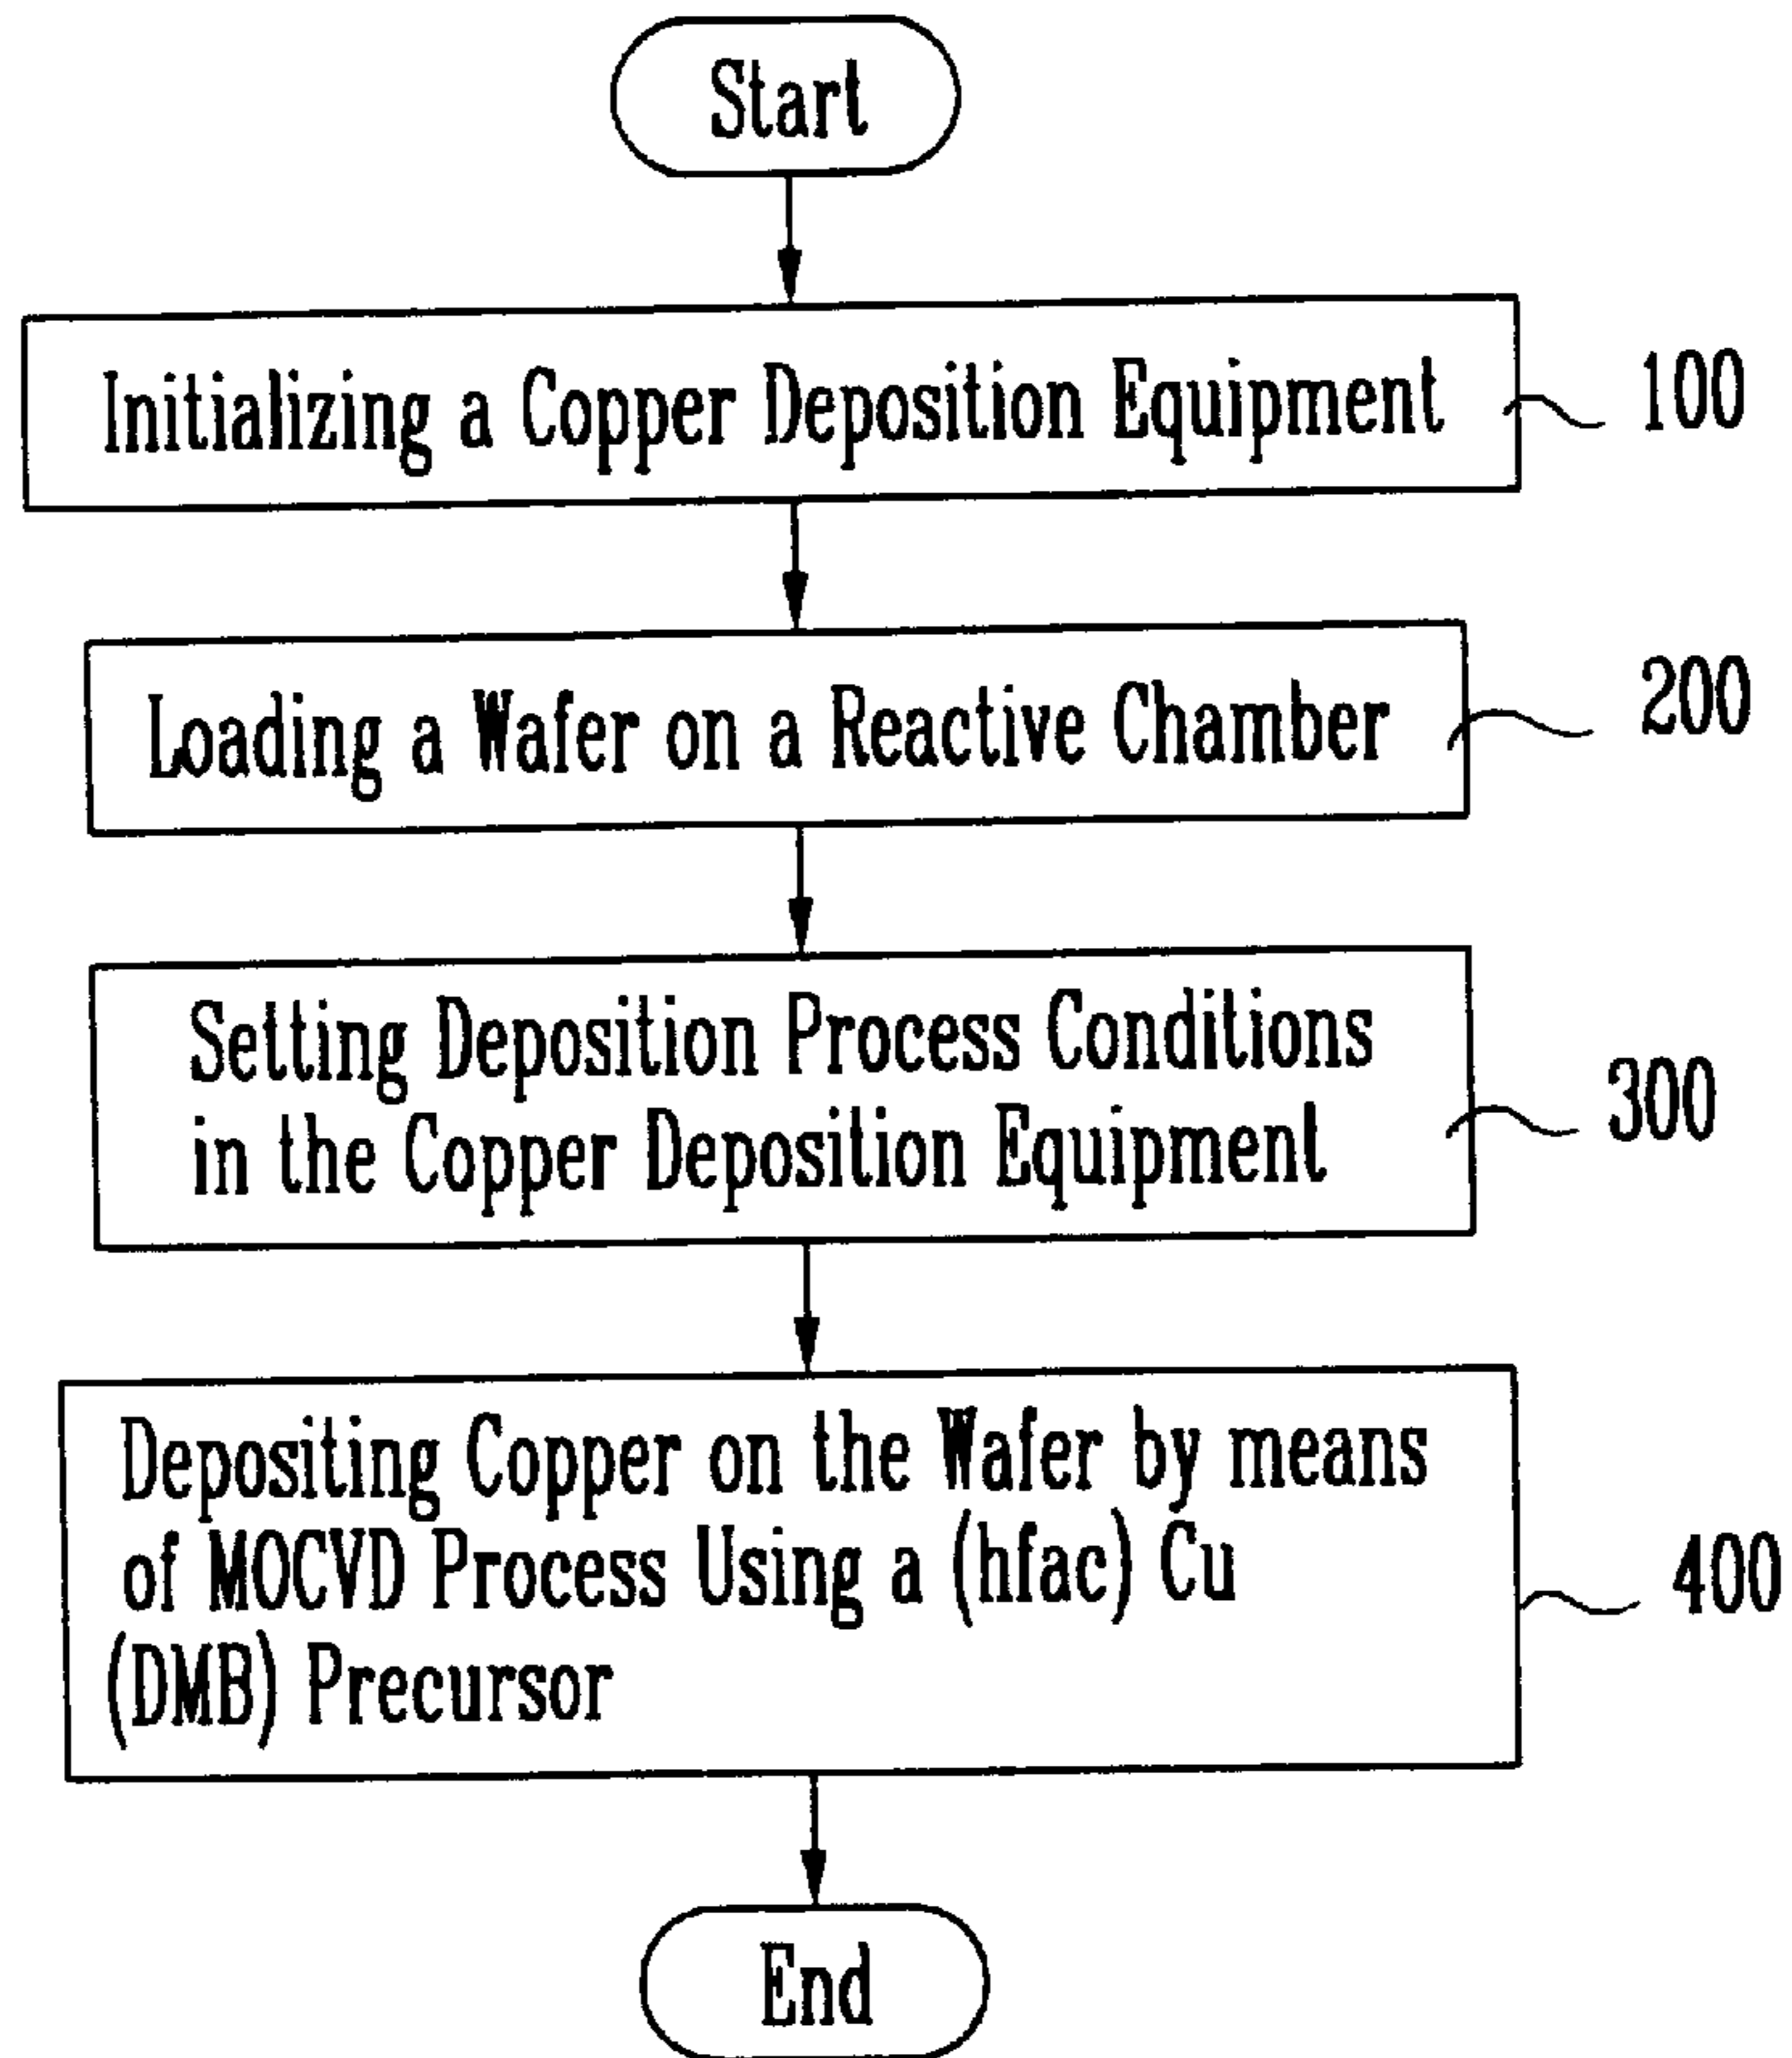 Start
Initializing a Copper Deposition Equipment
100
Loading a Wafer on a Reactive Chamber
200
Setting Deposition Process Conditions
in the Copper Deposition Equipment
300
Depositing Copper on the Wafer by means
of MOCVD Process Using a (hfac) Cu
(DMB) Precursor
400
End